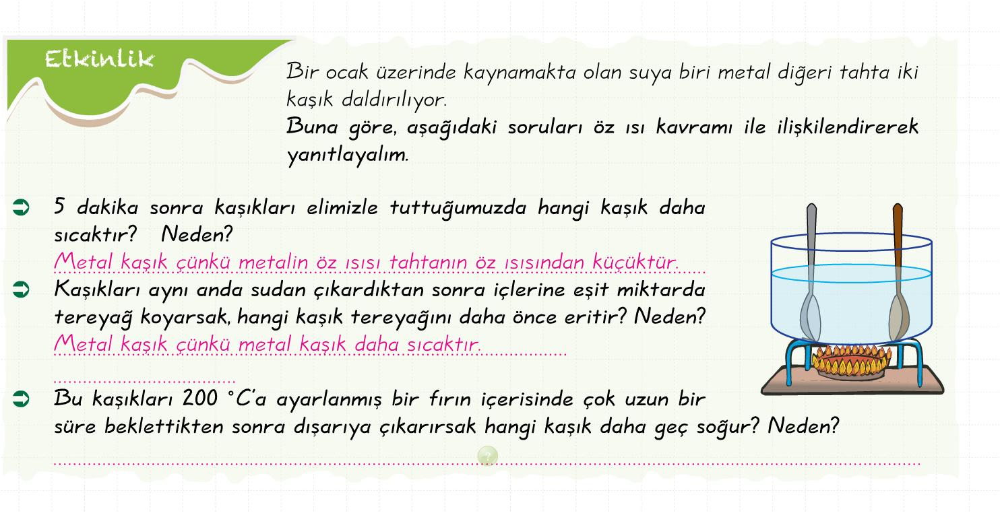 Etkinlik
Bir ocak üzerinde kaynamakta olan suya biri metal diğeri tahta iki
kaşık daldırılıyor.
Buna göre, aşağıdaki soruları öz ısı kavramı ile ilişkilendirerek
yanıtlayalım.
5 dakika sonra kaşıkları elimizle tuttuğumuzda hangi kaşık daha
sıcaktır? Neden?
Metal kaşık çünkü metalin öz ısısı tahtanın öz ısısından küçüktür.
Kaşıkları aynı anda sudan çıkardıktan sonra içlerine eşit miktarda
tereyağ koyarsak, hangi kaşık tereyağını daha önce eritir? Neden?
Metal kaşık çünkü metal kaşık daha sıcaktır.
Bu kaşıkları 200 °C'a ayarlanmış bir fırın içerisinde çok uzun bir
süre beklettikten sonra dışarıya çıkarırsak hangi kaşık daha geç soğur? Neden?
?